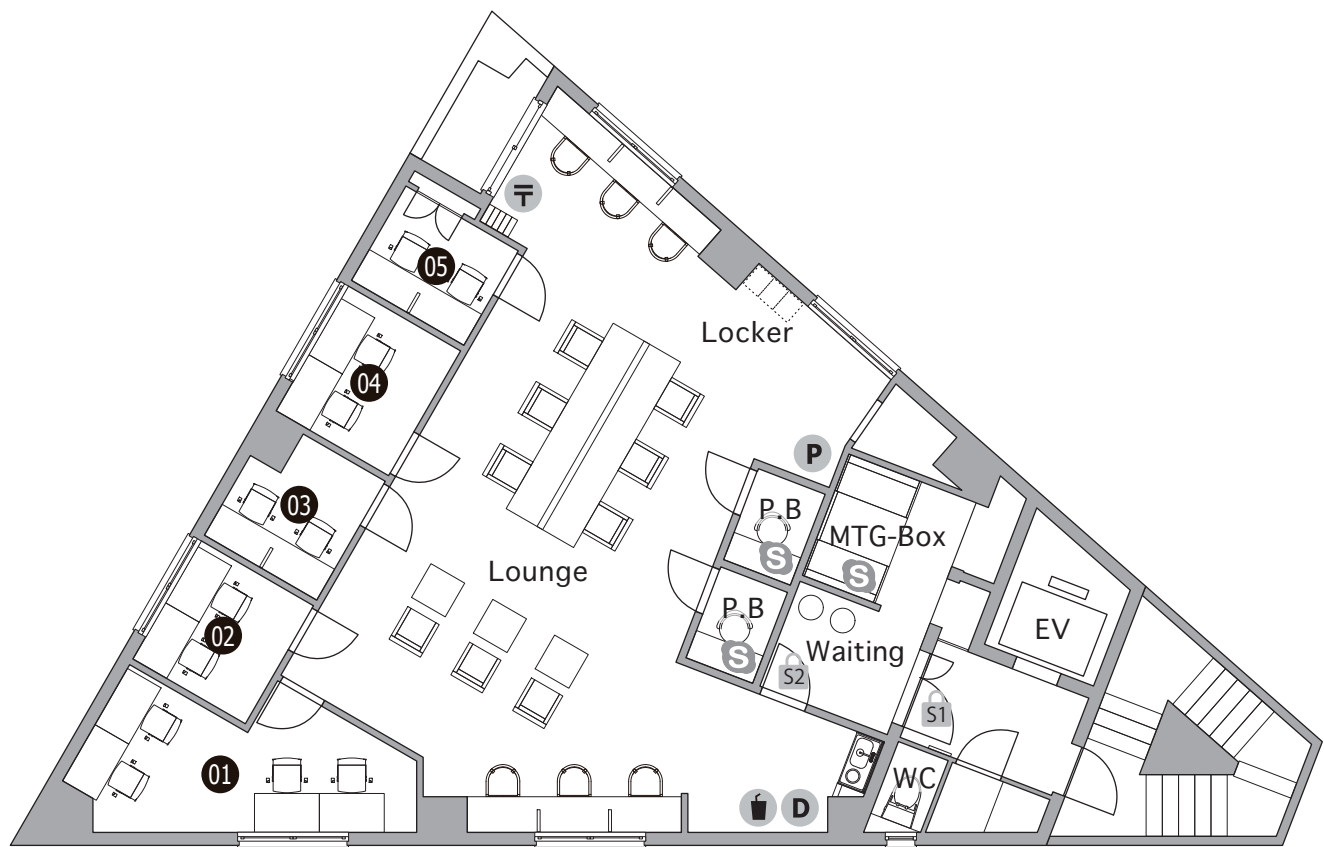 〒
05
Locker
04
P
03
P.B
MTG-Box
S
S
Lounge
P.B
EV
02
Waiting
S
S2
S1
01
WC
D